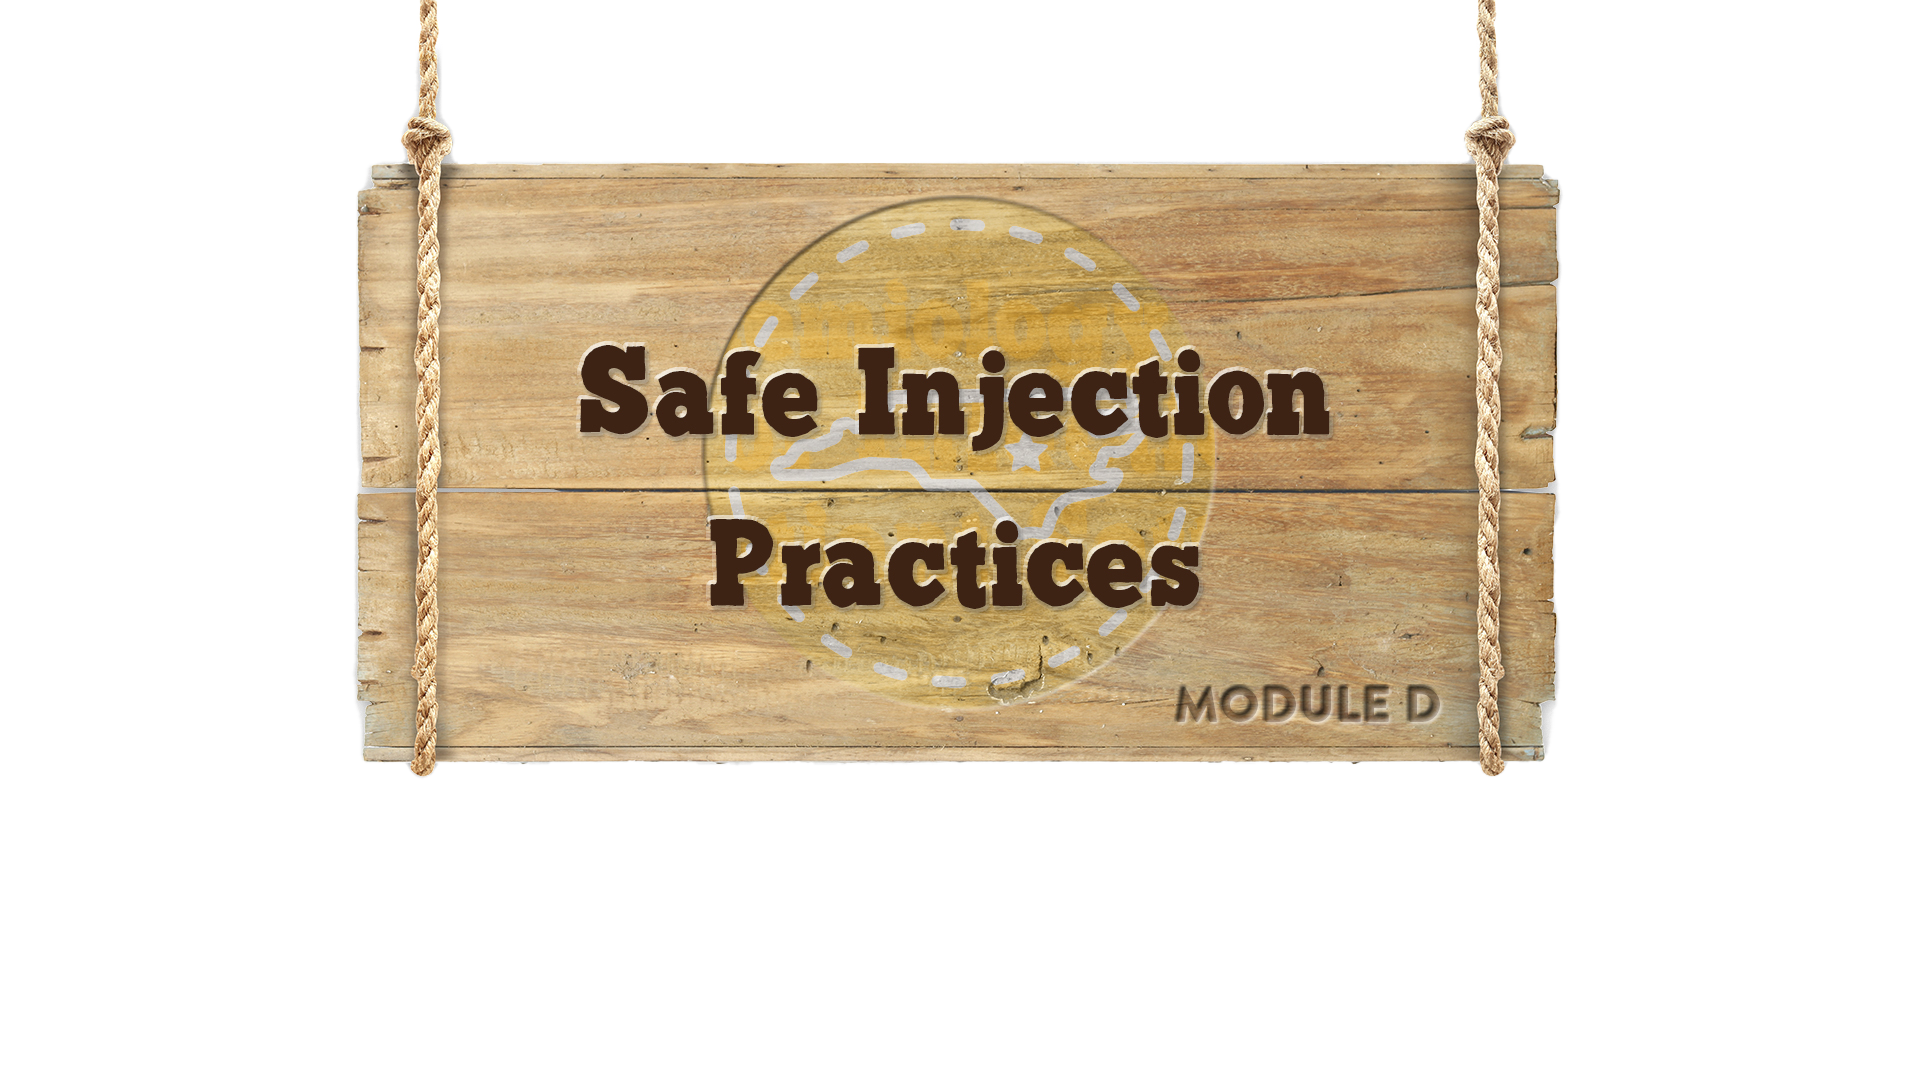 Safe Injection
Practices
MODULE D